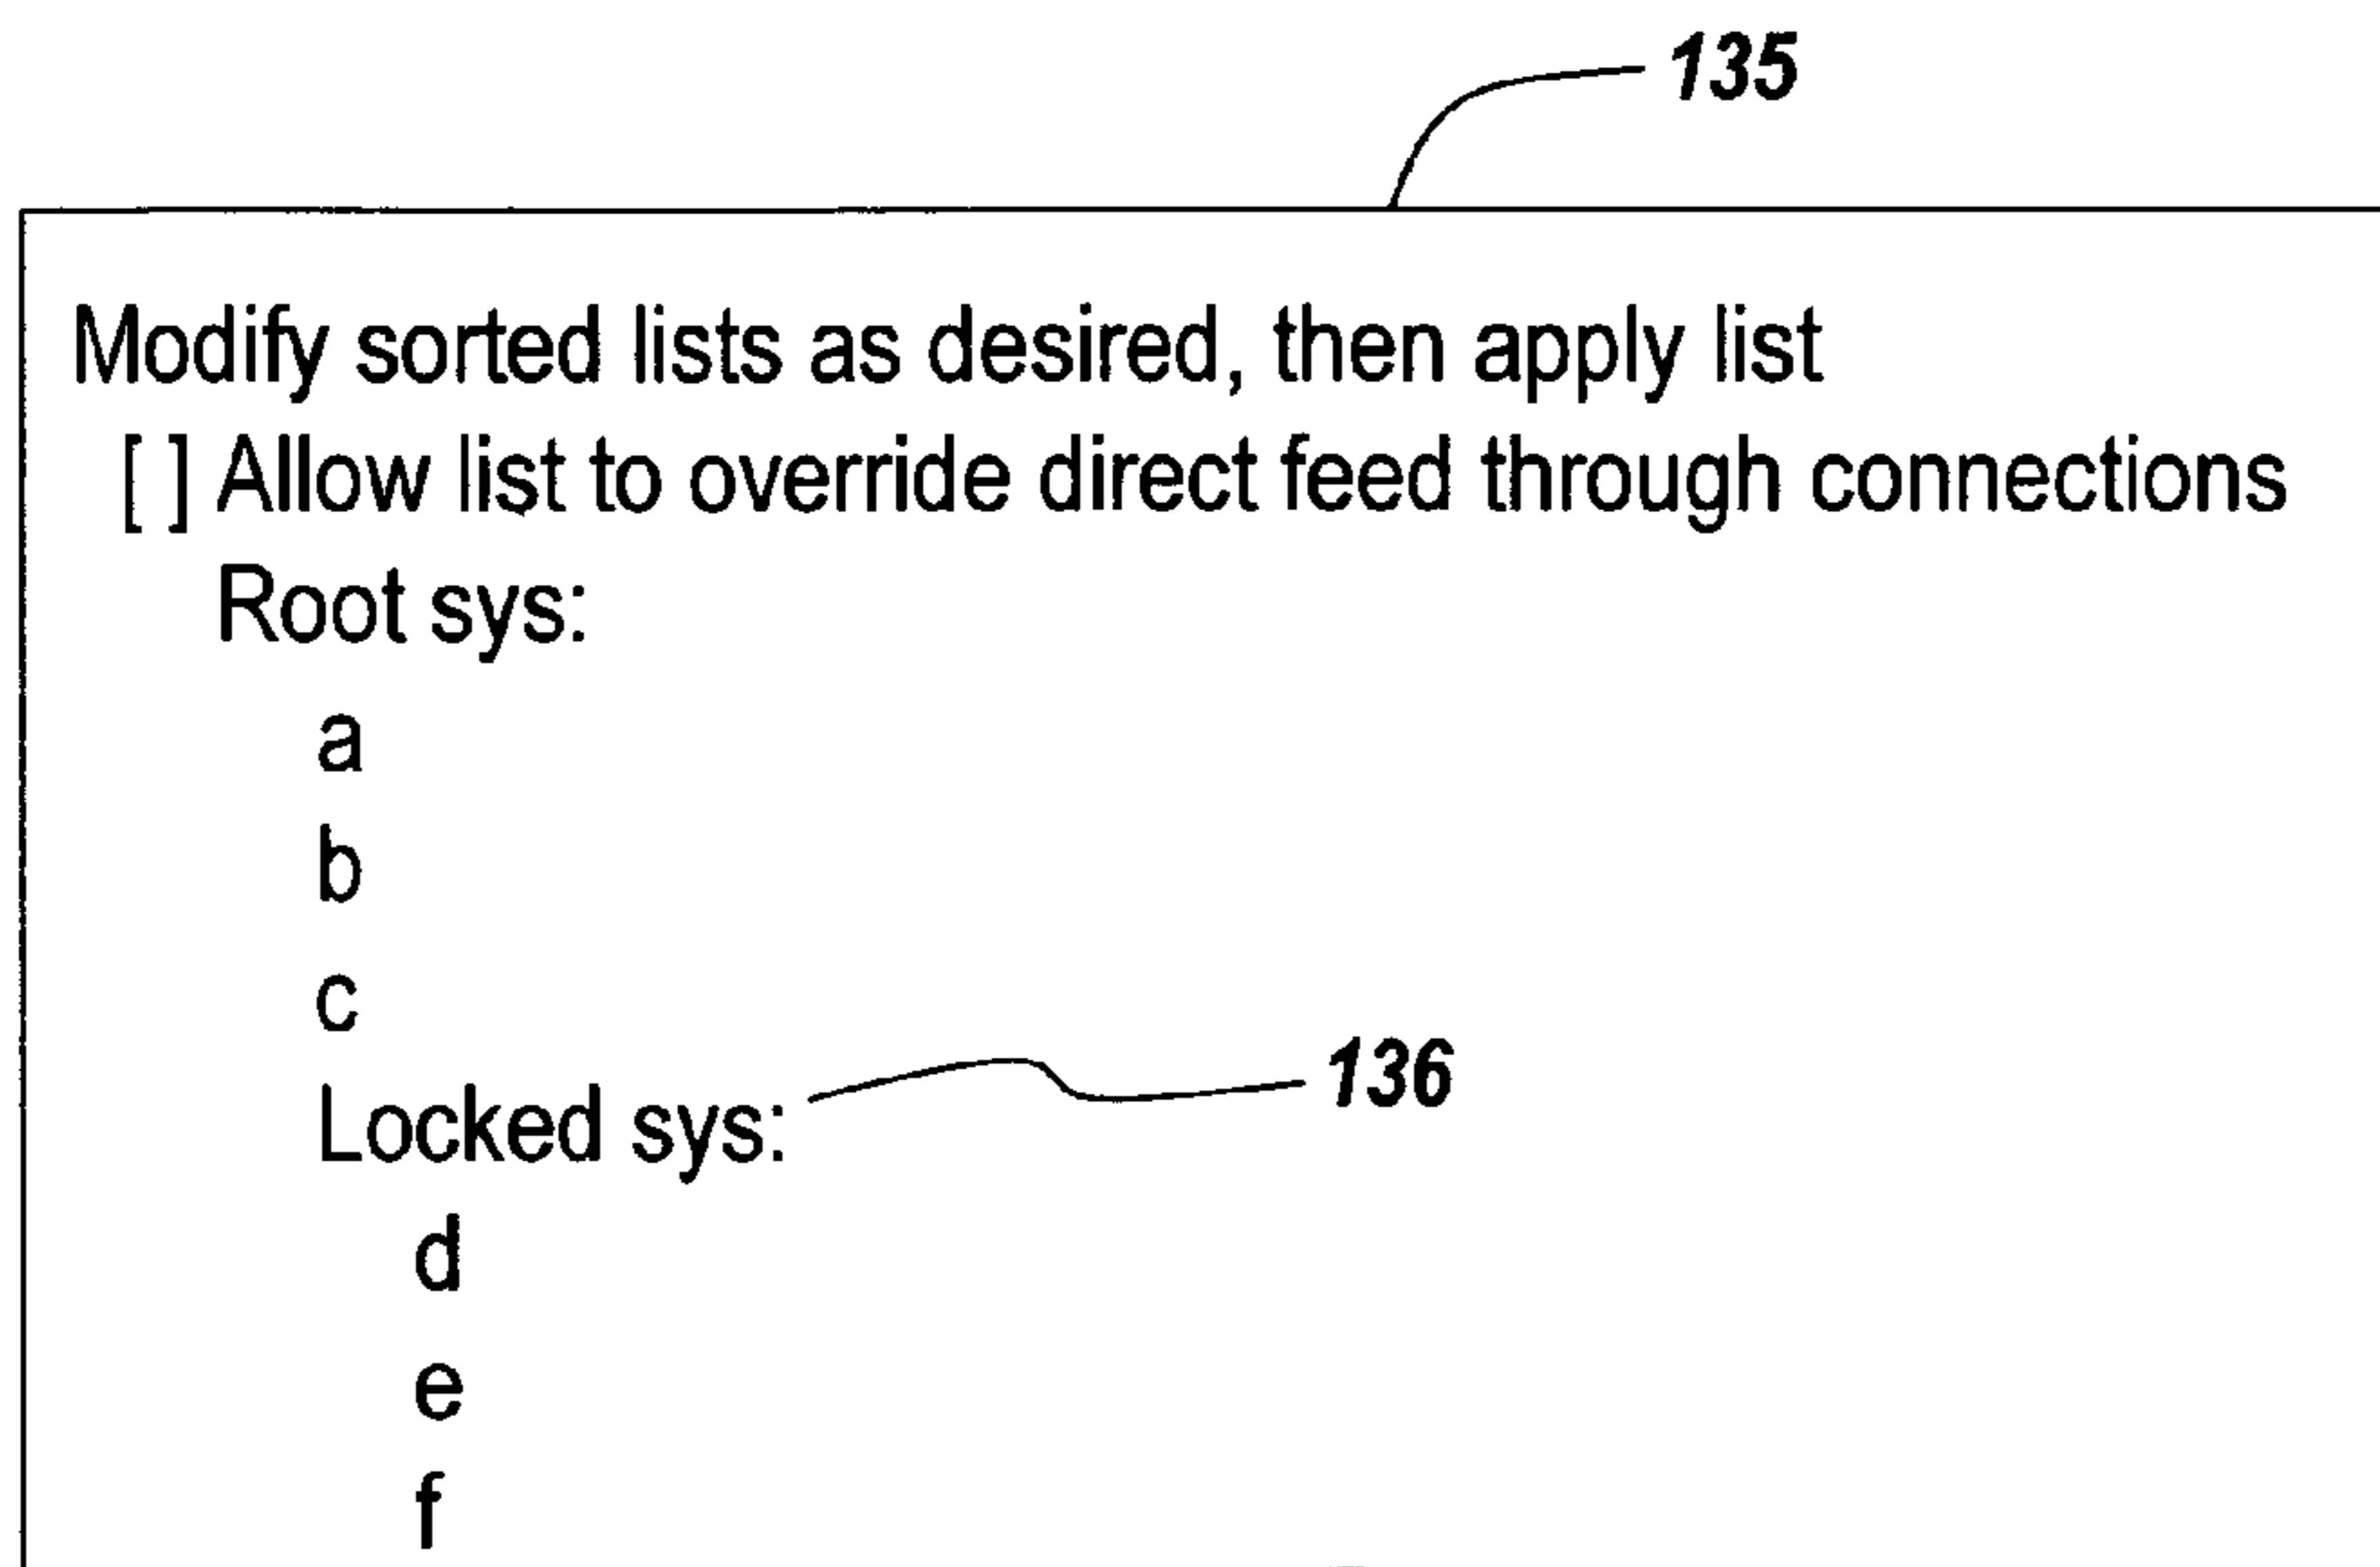 135
Modify sorted lists as desired, then apply list
[ ] Allow list to override direct feed through connections
Root sys:
a
b
c
Locked sys:
136
d
e
f